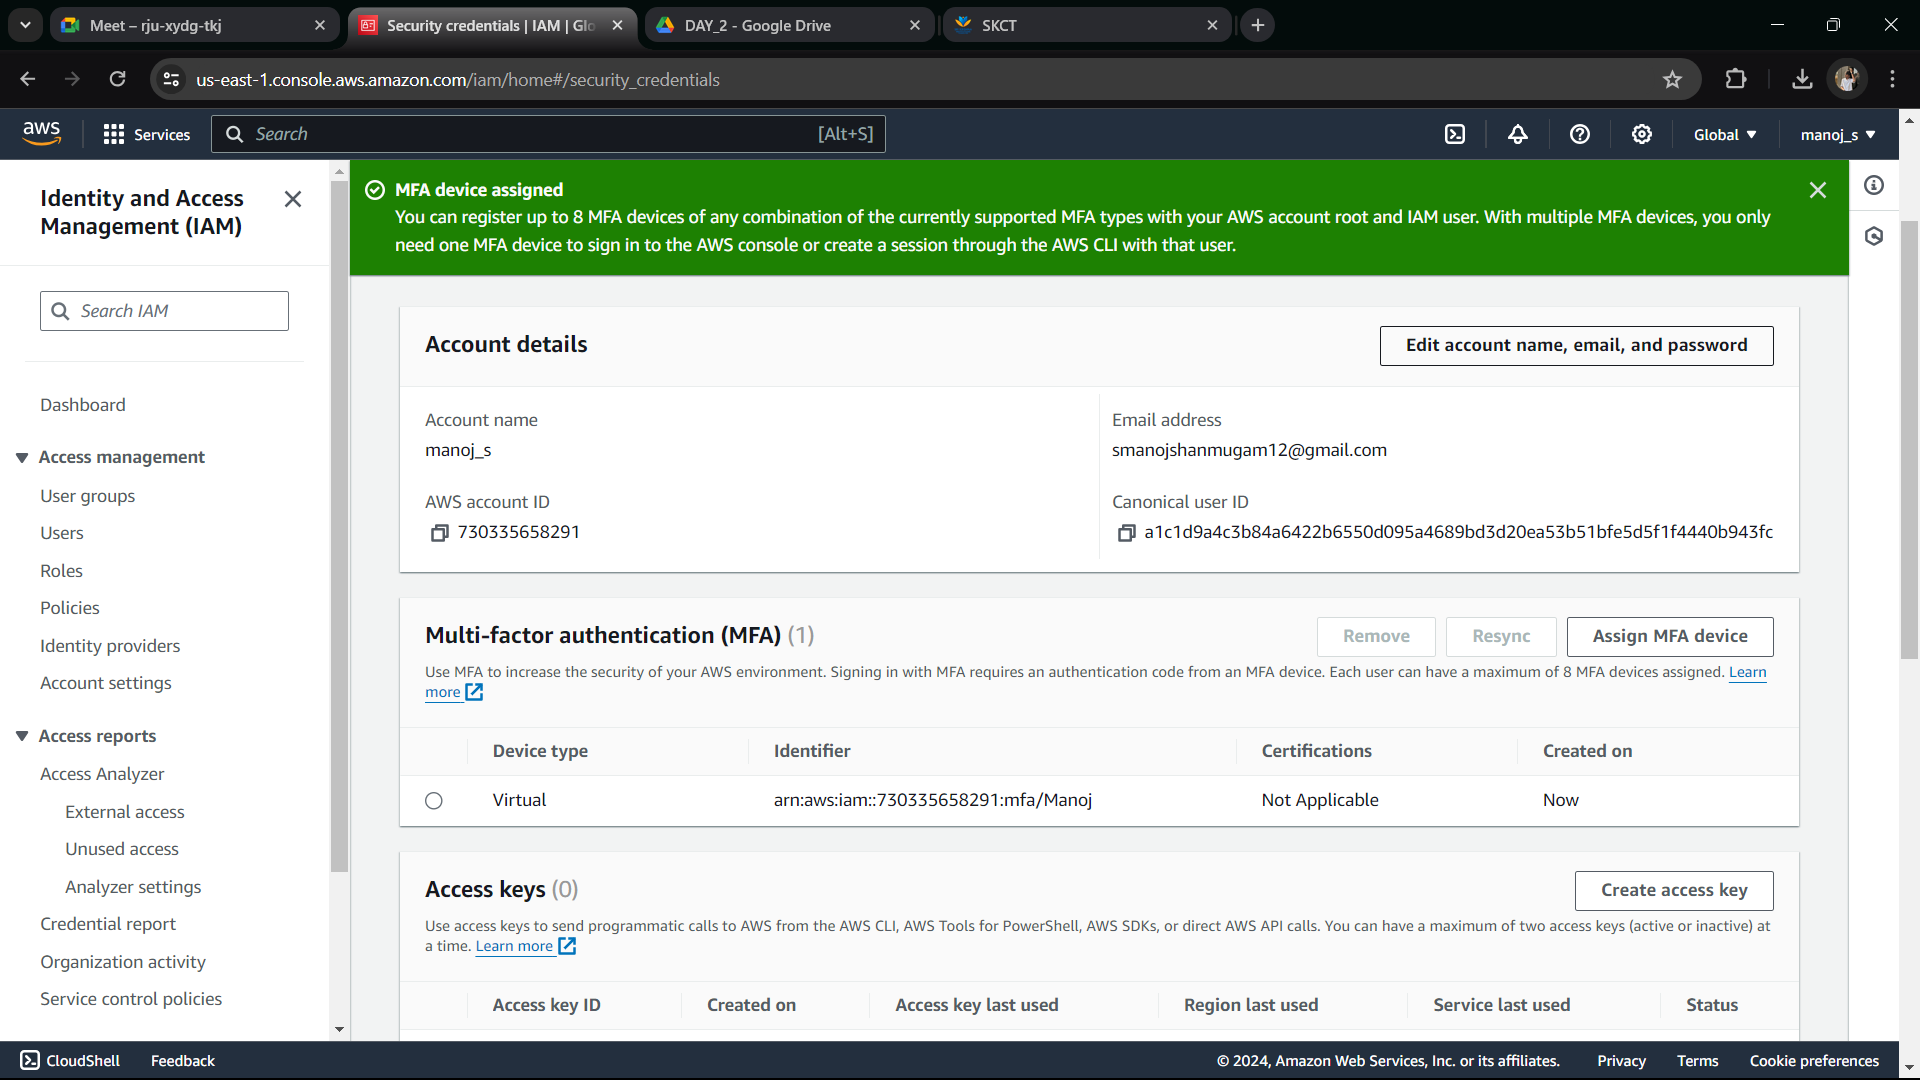 Meet – rju-xydg-tkj
Security credentials | IAM | Glo
DAY_2 - Google Drive
SKCT
us-east-1.console.aws.amazon.com/iam/home#/security_credentials
aws
Services
Search
[Alt+S]
Global
manoj_s
Identity and Access
Management (IAM)
Search IAM
Dashboard
Access management
User groups
Users
Roles
Policies
Identity providers
Account settings
Access reports
Access Analyzer
External access
Unused access
Analyzer settings
Credential report
Organization activity
Service control policies
MFA device assigned
You can register up to 8 MFA devices of any combination of the currently supported MFA types with your AWS account root and IAM user. With multiple MFA devices, you only
need one MFA device to sign in to the AWS console or create a session through the AWS CLI with that user.
Account details
Edit account name, email, and password
Account name
manoj_s
Email address
smanojshanmugam12@gmail.com
AWS account ID
730335658291
Canonical user ID
a1c1d9a4c3b84a6422b6550d095a4689bd3d20ea53b51bfe5d5f1f4440b943fc
Multi-factor authentication (MFA) (1)
Remove
Resync
Assign MFA device
Use MFA to increase the security of your AWS environment. Signing in with MFA requires an authentication code from an MFA device. Each user can have a maximum of 8 MFA devices assigned. Learn
more
Device type Identifier Certifications Created on
Virtual arn:aws:iam::730335658291:mfa/Manoj Not Applicable Now
Access keys (0)
Create access key
Use access keys to send programmatic calls to AWS from the AWS CLI, AWS Tools for PowerShell, AWS SDKs, or direct AWS API calls. You can have a maximum of two access keys (active or inactive) at
a time. Learn more
Access key ID Created on Access key last used Region last used Service last used Status
CloudShell
Feedback
© 2024, Amazon Web Services, Inc. or its affiliates.
Privacy
Terms
Cookie preferences